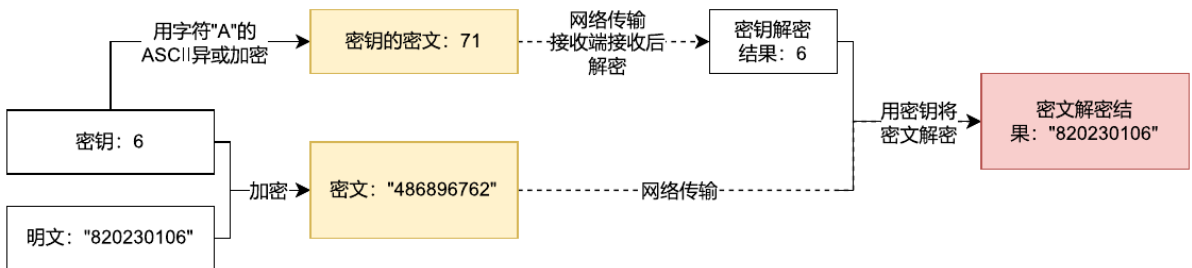 用字符"A"的
ASCII异或加密
密钥的密文：71
网络传输
接收端接收后
解密
密钥解密
结果：6
密钥：6
加密
明文："820230106"
密文："486896762"
网络传输
用密钥将
密文解密
密文解密结
果："820230106"